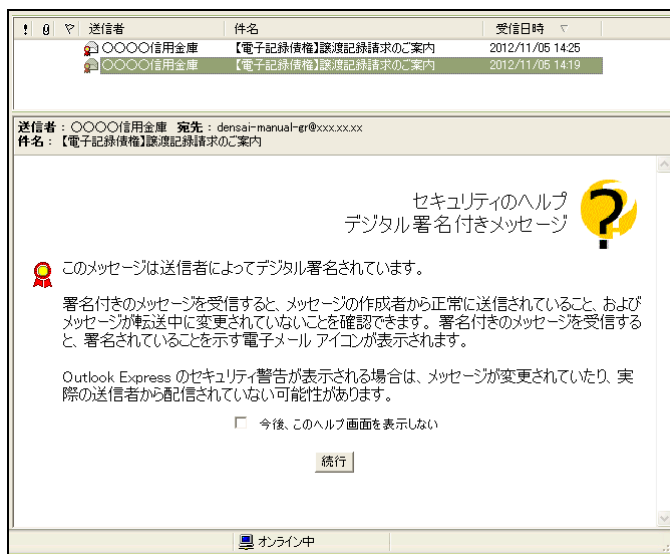 ! 送信者 件名 受信日時
〇〇〇〇信用金庫 【電子記録債権】譲渡記録請求のご案内 2012/11/05 14:25
〇〇〇〇信用金庫 【電子記録債権】譲渡記録請求のご案内 2012/11/05 14:19
送信者：〇〇〇〇信用金庫 宛先：densai-manual-gr@xxx.xx.xx
件名：【電子記録債権】譲渡記録請求のご案内
セキュリティのヘルプ
デジタル署名付きメッセージ
?
このメッセージは送信者によってデジタル署名されています。
署名付きのメッセージを受信すると、メッセージの作成者から正常に送信されていること、および
メッセージが転送中に変更されていないことを確認できます。署名付きのメッセージを受信する
と、署名されていることを示す電子メール アイコンが表示されます。
Outlook Express のセキュリティ警告が表示される場合は、メッセージが変更されていたり、実
際の送信者から配信されていない可能性があります。
今後、このヘルプ画面を表示しない
続行
オンライン中